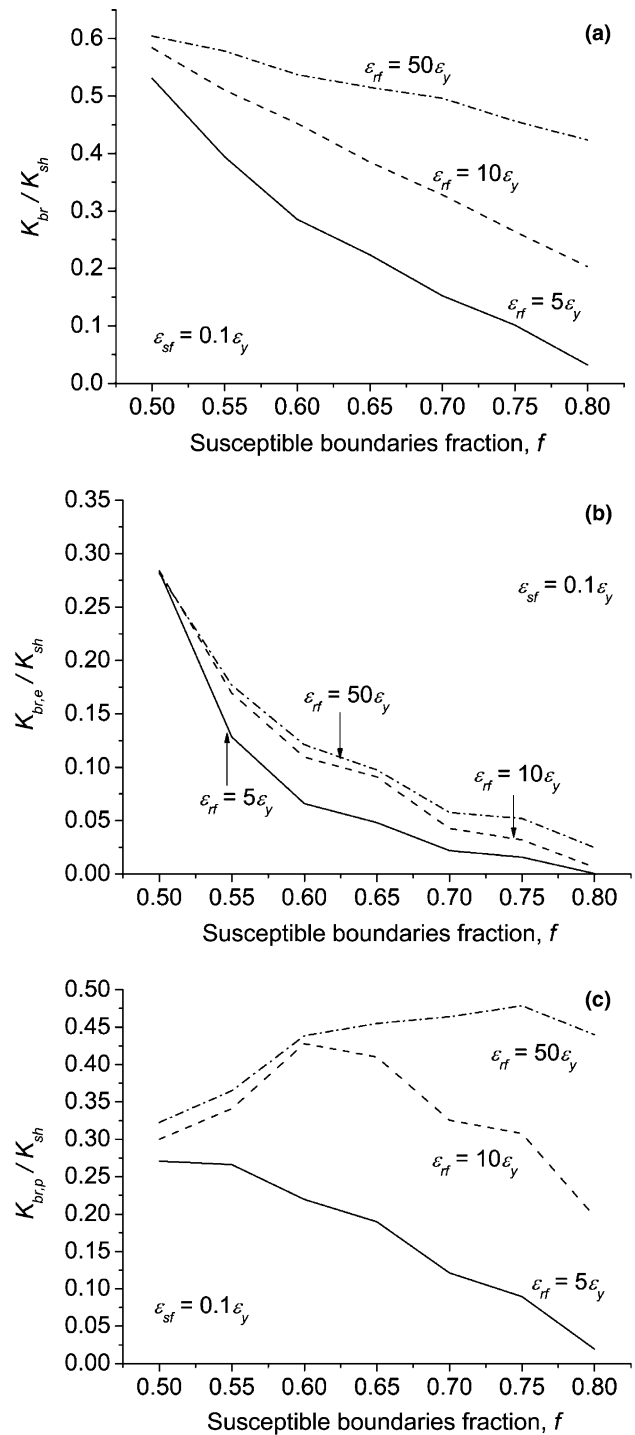 (a)
0.6
0.5
0.4
0.3
0.2
0.1
0.0
K_br / K_sh
ε_rf = 50ε_y
ε_rf = 10ε_y
ε_rf = 5ε_y
ε_sf = 0.1ε_y
0.50 0.55 0.60 0.65 0.70 0.75 0.80
Susceptible boundaries fraction, f
(b)
0.35
0.30
0.25
0.20
0.15
0.10
0.05
0.00
K_br,e / K_sh
ε_sf = 0.1ε_y
ε_rf = 50ε_y
ε_rf = 10ε_y
ε_rf = 5ε_y
0.50 0.55 0.60 0.65 0.70 0.75 0.80
Susceptible boundaries fraction, f
(c)
0.50
0.45
0.40
0.35
0.30
0.25
0.20
0.15
0.10
0.05
0.00
K_br,p / K_sh
ε_rf = 50ε_y
ε_rf = 10ε_y
ε_rf = 5ε_y
ε_sf = 0.1ε_y
0.50 0.55 0.60 0.65 0.70 0.75 0.80
Susceptible boundaries fraction, f